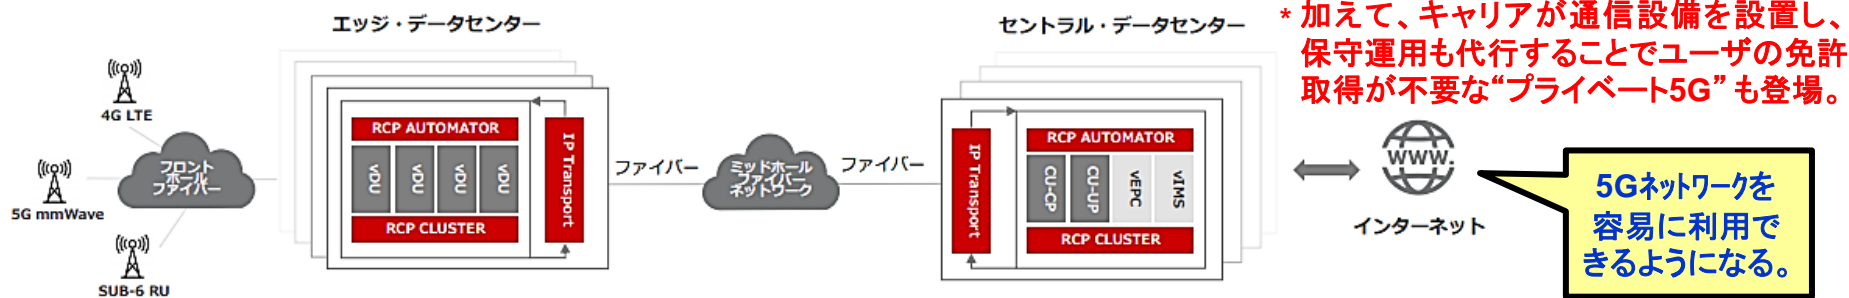 エッジ・データセンター
セントラル・データセンター
* 加えて、キャリアが通信設備を設置し、
保守運用も代行することでユーザの免許
取得が不要な“プライベート5G” も登場。
4G LTE
5G mmWave
SUB-6 RU
フロント
ホール
ファイバー
RCP AUTOMATOR
vDU
vDU
vDU
vDU
RCP CLUSTER
IP Transport
ファイバー
ミッドホール
ファイバー
ネットワーク
ファイバー
IP Transport
RCP AUTOMATOR
CU-CP
CU-UP
vEPC
vIMS
RCP CLUSTER
WWW.
インターネット
5Gネットワークを
容易に利用で
きるようになる。